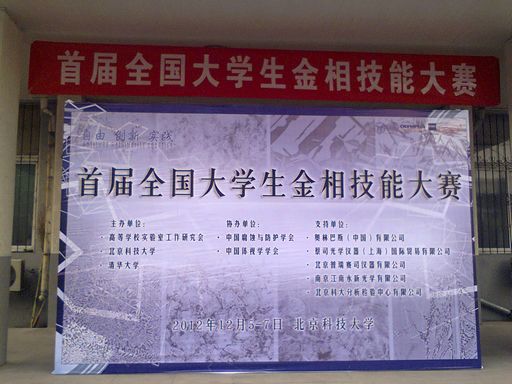 首届全国大学生金相技能大赛
自由 创新 实践
OLYMPUS
首届全国大学生金相技能大赛
主办单位:
· 高等学校实验室工作研究会
· 北京科技大学
· 清华大学
协办单位:
· 中国腐蚀与防护学会
· 中国体视学学会
支持单位:
· 奥林巴斯（中国）有限公司
· 蔡司光学仪器（上海）国际贸易有限公司
· 北京普瑞赛司仪器有限公司
· 南京江南永新光学有限公司
· 北京科大分析检验中心有限公司
2012年12月5-7日 北京科技大学